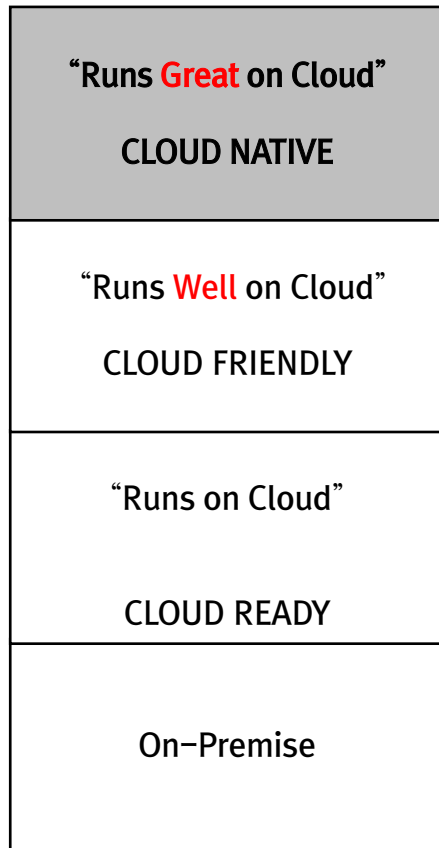 “Runs Great on Cloud”
CLOUD NATIVE
“Runs Well on Cloud”
CLOUD FRIENDLY
“Runs on Cloud”
CLOUD READY
On-Premise